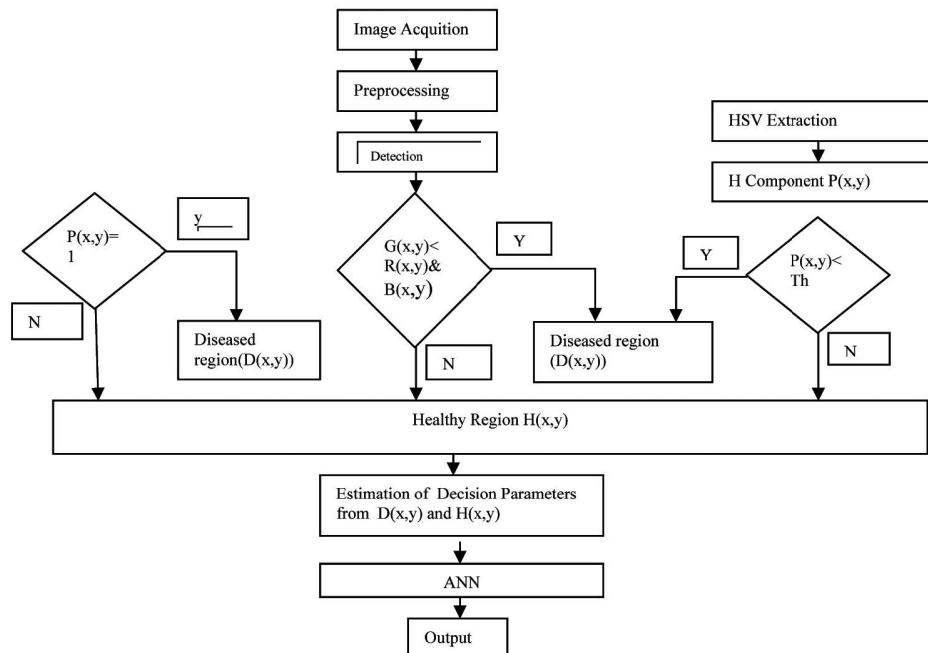 Image Acquition
Preprocessing
Detection
HSV Extraction
H Component P(x,y)
P(x,y)=
1
y
N
Diseased
region(D(x,y))
G(x,y)<
R(x,y)&
B(x,y)
Y
N
Diseased region
(D(x,y))
Y
P(x,y)<
Th
N
Healthy Region H(x,y)
Estimation of Decision Parameters
from D(x,y) and H(x,y)
ANN
Output